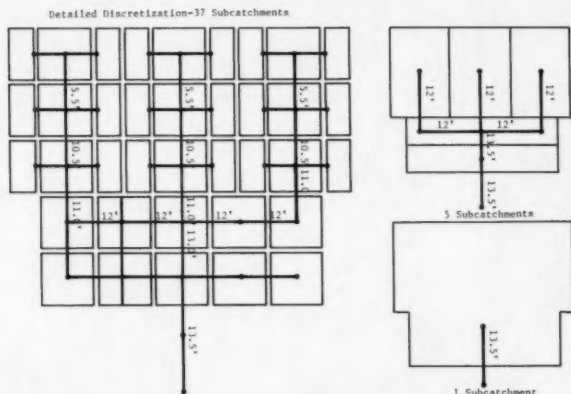 Detailed Discretization-37 Subcatchments
5.5' 5.5' 5.5'
10.5' 10.5' 10.5'
11.0' 11.0' 11.0
12' 12' 12' 12'
13.5'
12' 12' 12'
12' 12'
13.5'
13.5'
5 Subcatchments
13.5'
1 Subcatchment